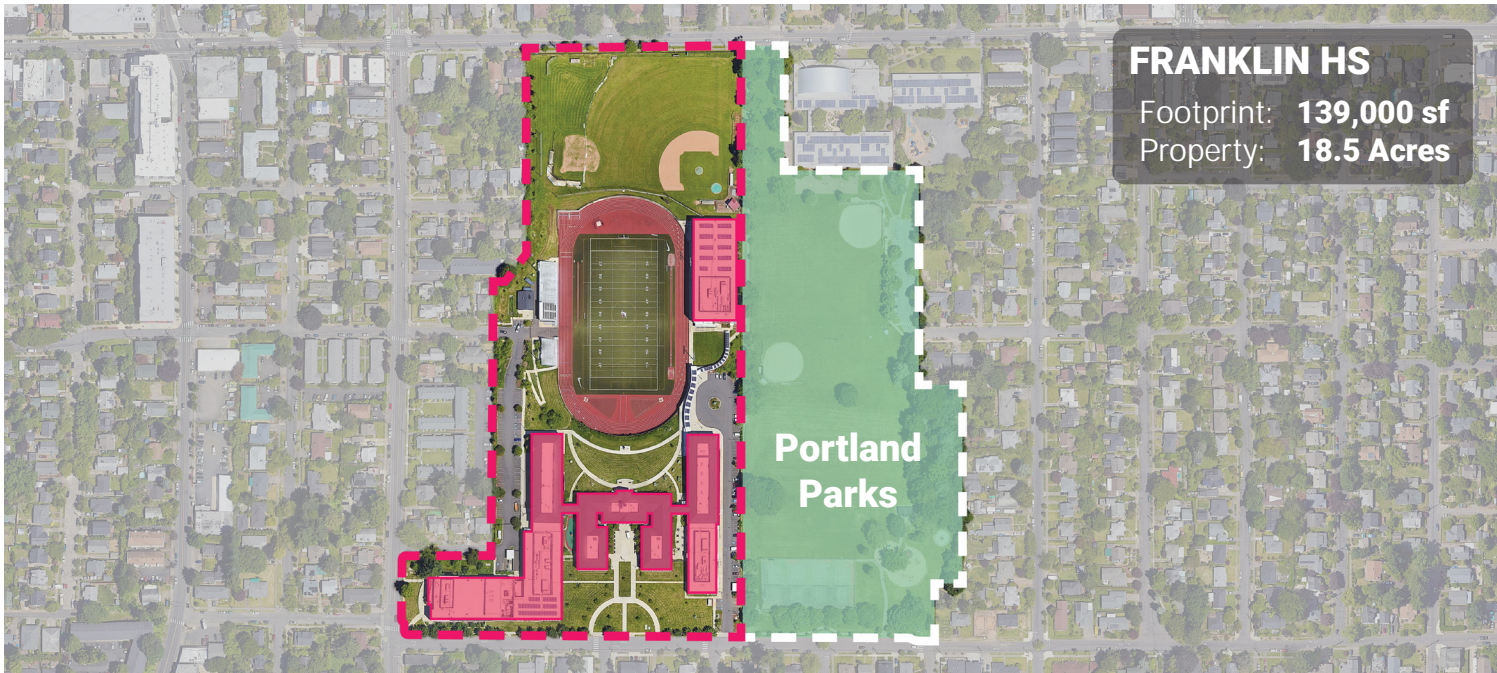 FRANKLIN HS
Footprint: 139,000 sf
Property: 18.5 Acres
Portland
Parks